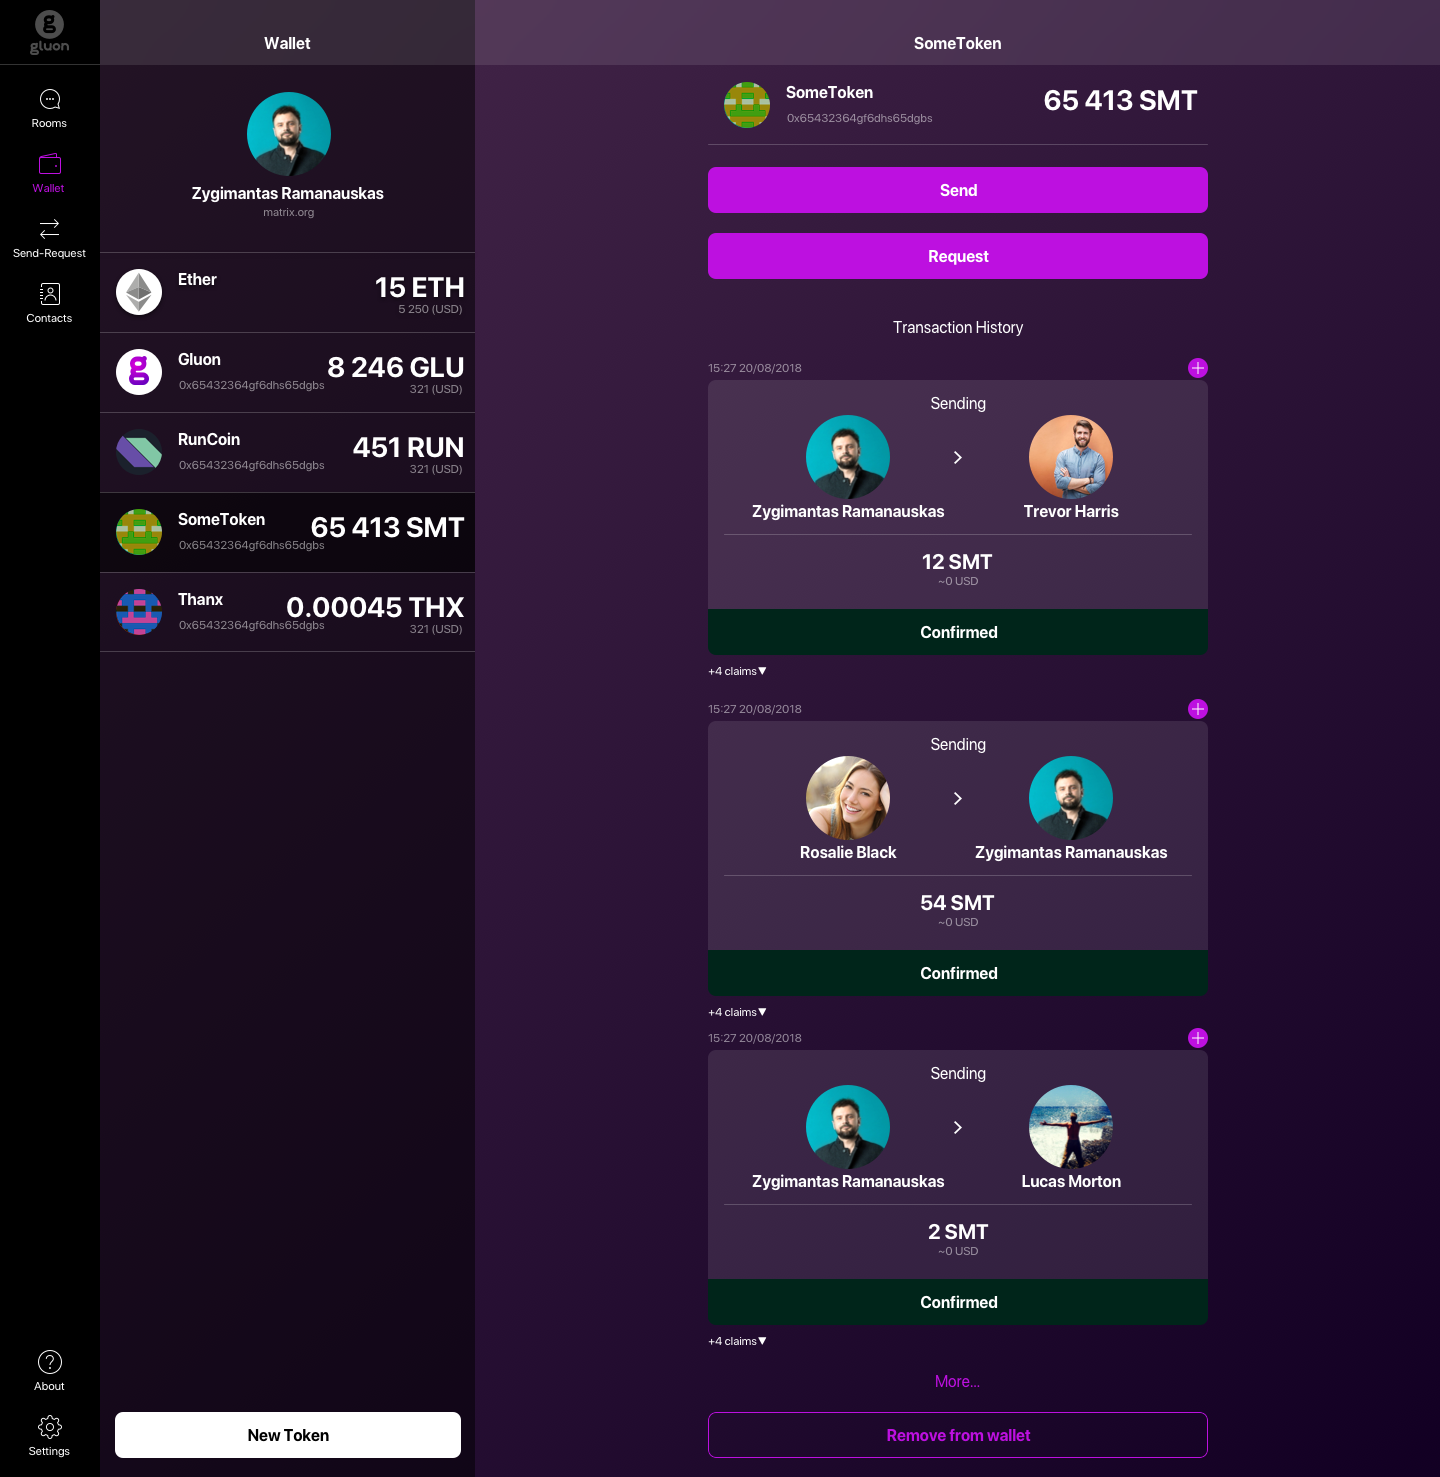 gluon
Rooms
Wallet
Send-Request
Contacts
About
Settings
Wallet
Zygimantas Ramanauskas
matrix.org
Ether
15 ETH
5 250 (USD)
Gluon
8 246 GLU
0x65432364gf6dhs65dgbs
321 (USD)
RunCoin
451 RUN
0x65432364gf6dhs65dgbs
321 (USD)
SomeToken
65 413 SMT
0x65432364gf6dhs65dgbs
Thanx
0.00045 THX
0x65432364gf6dhs65dgbs
321 (USD)
New Token
SomeToken
SomeToken
65 413 SMT
0x65432364gf6dhs65dgbs
Send
Request
Transaction History
15:27 20/08/2018
Sending
Zygimantas Ramanauskas
Trevor Harris
12 SMT
~0 USD
Confirmed
+4 claims▼
15:27 20/08/2018
Sending
Rosalie Black
Zygimantas Ramanauskas
54 SMT
~0 USD
Confirmed
+4 claims▼
15:27 20/08/2018
Sending
Zygimantas Ramanauskas
Lucas Morton
2 SMT
~0 USD
Confirmed
+4 claims▼
More...
Remove from wallet